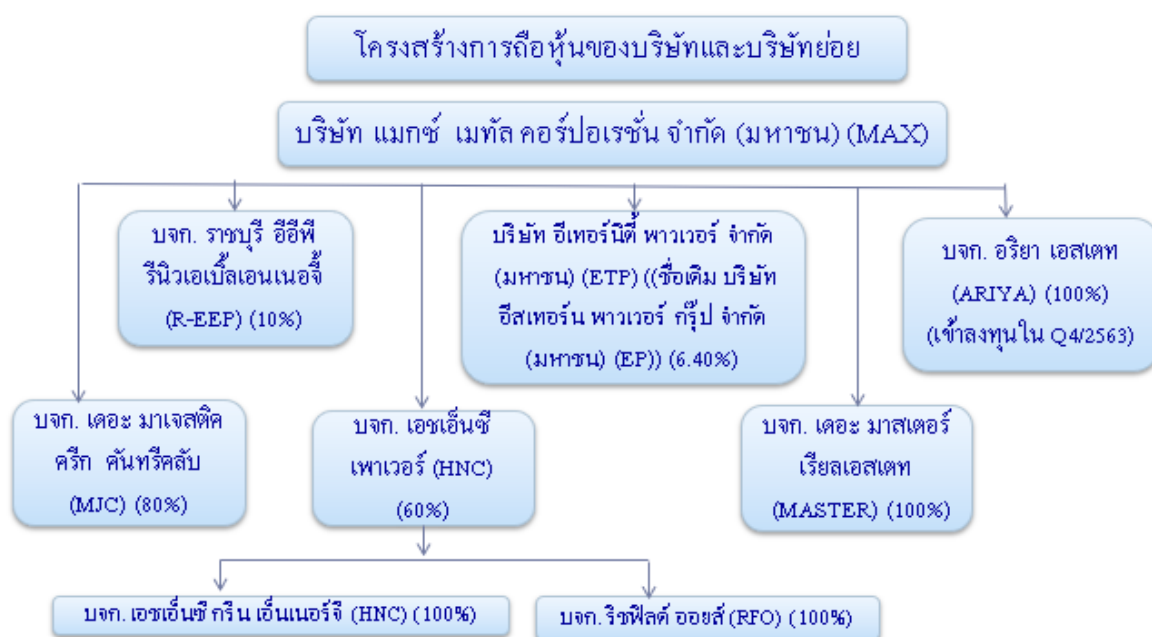 โครงสร้างการถือหุ้นของบริษัทและบริษัทย่อย
บริษัท แมกซ์ เมทัล คอร์ปอเรชั่น จำกัด (มหาชน) (MAX)
บจก. ราชบุรี อีอีพี
รีนิวเอเบิ้ลเอนเนอจี้
(R-EEP) (10%)
บริษัท อีเทอร์นิตี้ พาวเวอร์ จำกัด
(มหาชน) (ETP) ((ชื่อเดิม บริษัท
อีสเทอร์น พาวเวอร์ กรุ๊ป จำกัด
(มหาชน) (EP)) (6.40%)
บจก. อริยา เอสเตท
(ARIYA) (100%)
(เข้าลงทุนใน Q4/2563)
บจก. เดอะ มาเจสติค
ครีก คันทรีคลับ
(MJC) (80%)
บจก. เอชเอ็นซี
เพาเวอร์ (HNC)
(60%)
บจก. เดอะ มาสเตอร์
เรียลเอสเตท
(MASTER) (100%)
บจก. เอชเอ็นซี กรีน เอ็นเนอร์จี (HNC) (100%)
บจก. ริชฟิลด์ ออยส์ (RFO) (100%)